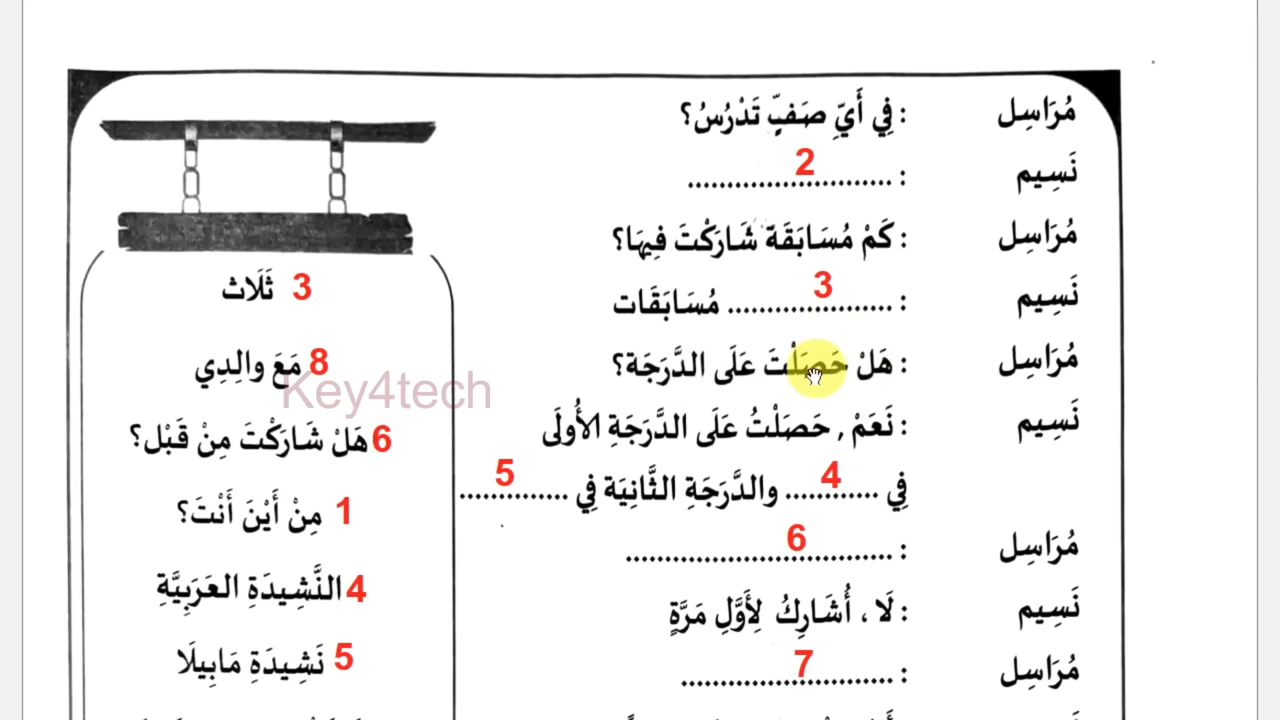 مُرَاسِل : فِي أَيِّ صَفٍّ تَدْرُسُ؟
نَسِيم : .......................... 2
مُرَاسِل : كَمْ مُسَابَقَة شَارَكْتَ فِيهَا؟
نَسِيم : ..................... 3 مُسَابَقَات
مُرَاسِل : هَلْ حَصَلْتَ عَلَى الدَّرَجَة؟
نَسِيم : نَعَمْ , حَصَلْتُ عَلَى الدَّرَجَةِ الأُولَى
فِي ............ 4 والدَّرَجَةِ الثَّانِيَة فِي .............. 5
مُرَاسِل : .................................. 6
نَسِيم : لَا ، أُشَارِكُ لِأَوَّلِ مَرَّةٍ
مُرَاسِل : ........................... 7
3 ثَلَاث
8 مَعَ والِدِي
6 هَلْ شَارَكْتَ مِنْ قَبْل؟
1 مِنْ أَيْنَ أَنْتَ؟
4 النَّشِيدَةِ العَرَبِيَّةِ
5 نَشِيدَةِ مَابِيلَا
Key4tech